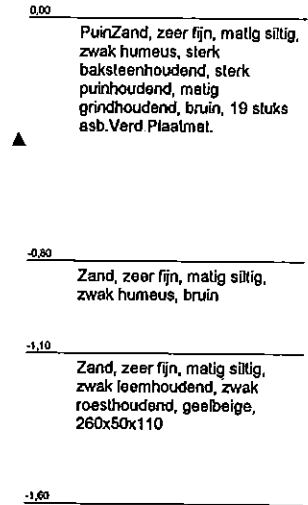 0,00
PuinZand, zeer fijn, matig siltig,
zwak humeus, sterk
baksteenhoudend, sterk
puinhoudend, matig
grindhoudend, bruin, 19 stuks
asb.Verd.Plaatmat.
-0,80
Zand, zeer fijn, matig siltig,
zwak humeus, bruin
-1,10
Zand, zeer fijn, matig siltig,
zwak leemhoudend, zwak
roesthoudend, geelbeige,
260x50x110
-1,60